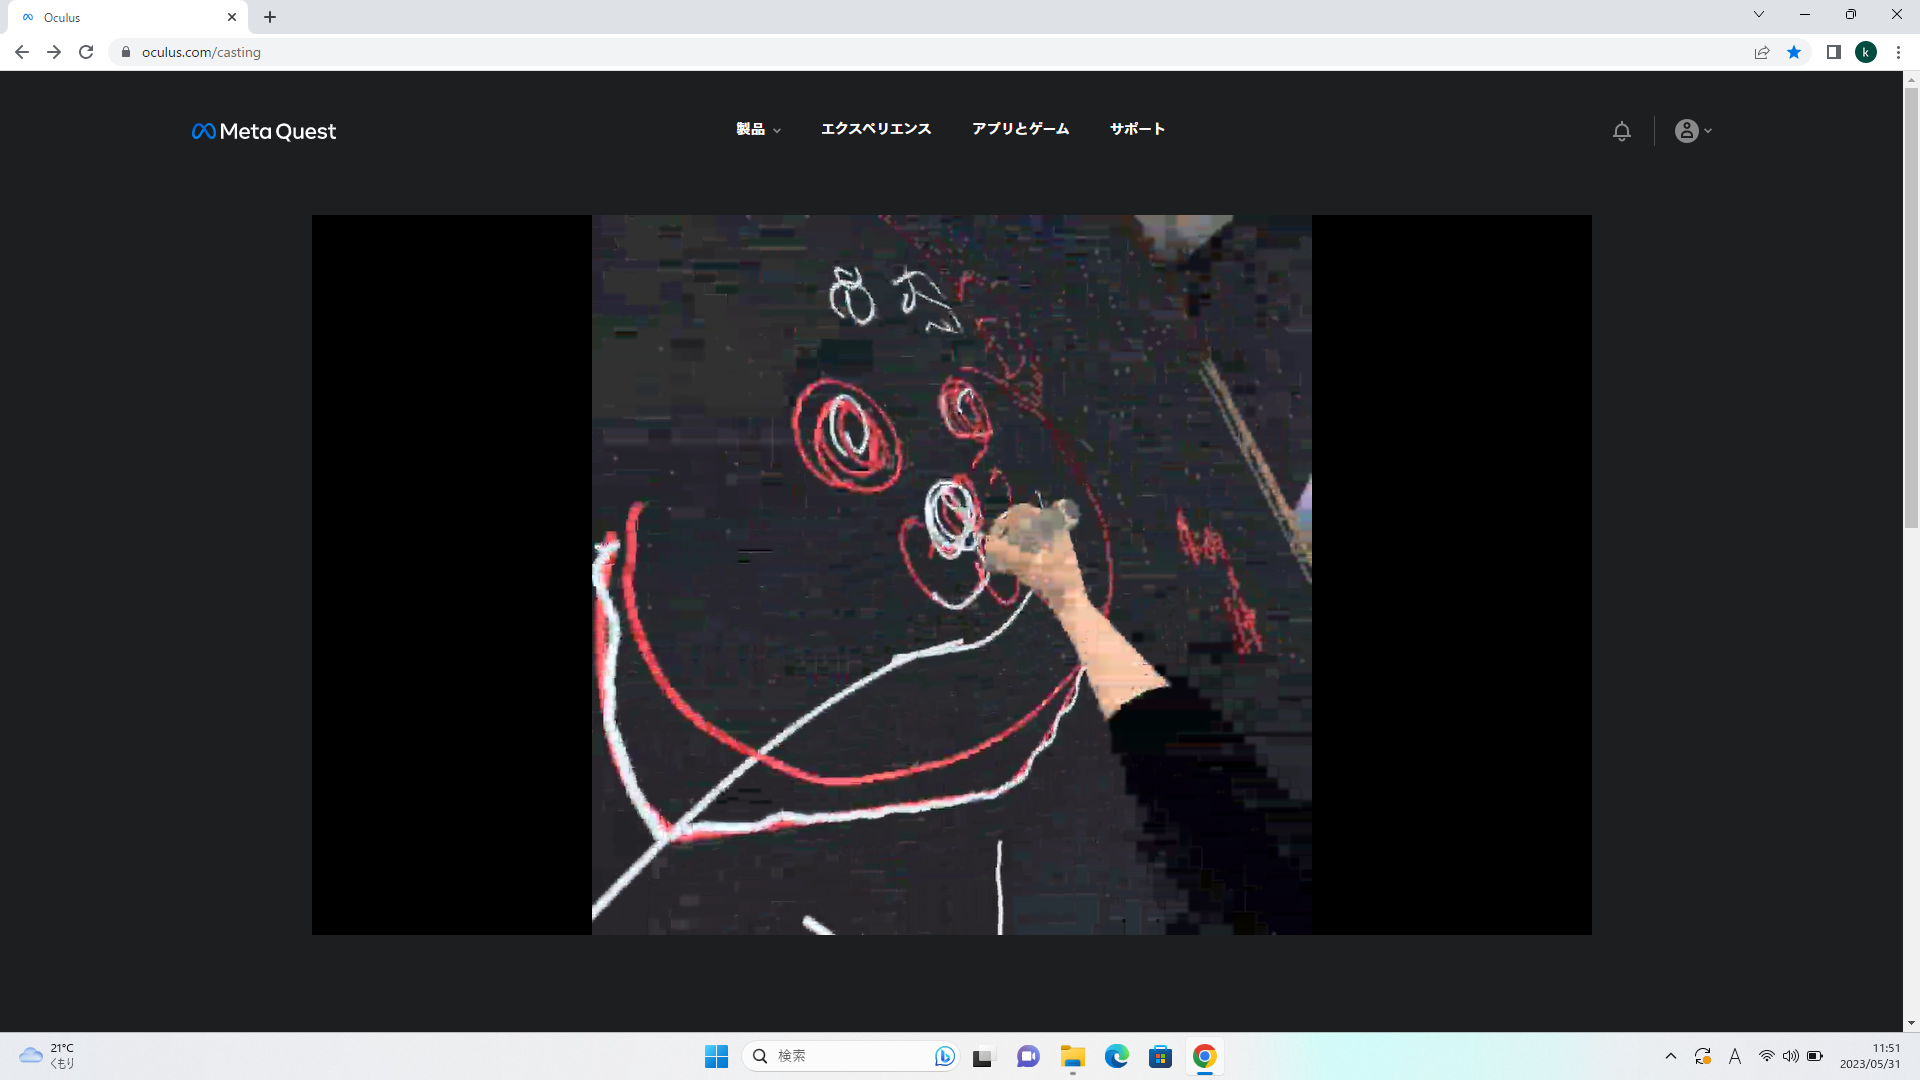 Oculus
oculus.com/casting
k
Meta Quest
製品
エクスペリエンス
アプリとゲーム
サポート
21°C
くもり
検索
A
11:51
2023/05/31